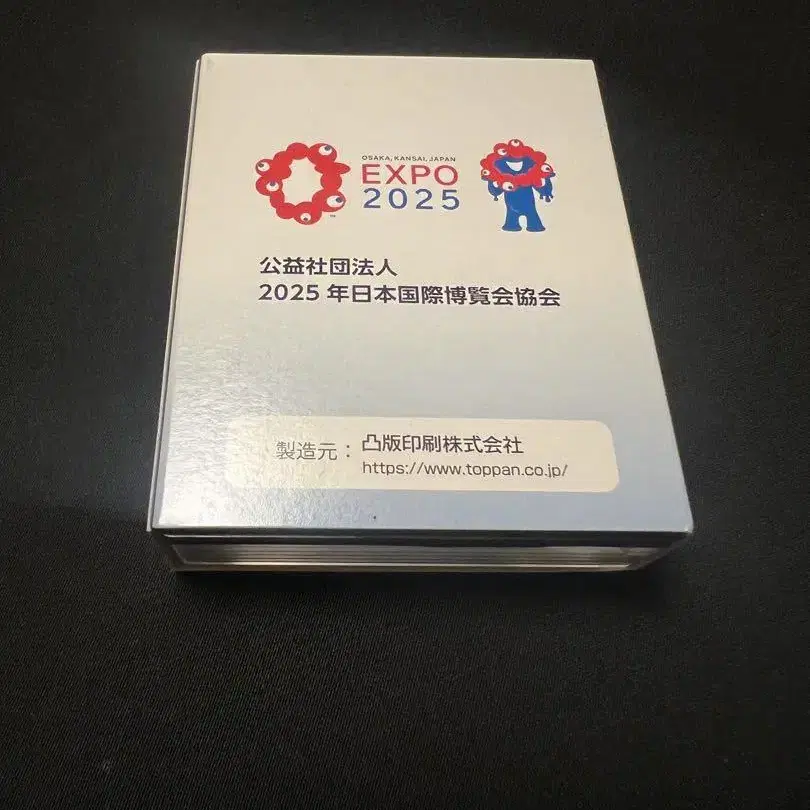 OSAKA, KANSAI, JAPAN
EXPO
2025
公益社団法人
2025 年日本国際博覧会協会
製造元： 凸版印刷株式会社
https://www.toppan.co.jp/